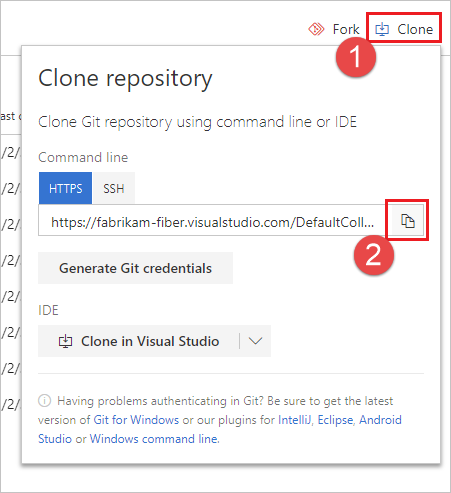 Fork Clone
1
Clone repository
Clone Git repository using command line or IDE
Command line
HTTPS SSH
https://fabrikam-fiber.visualstudio.com/DefaultColl...
2
Generate Git credentials
IDE
Clone in Visual Studio
Having problems authenticating in Git? Be sure to get the latest
version of Git for Windows or our plugins for IntelliJ, Eclipse, Android
Studio or Windows command line.